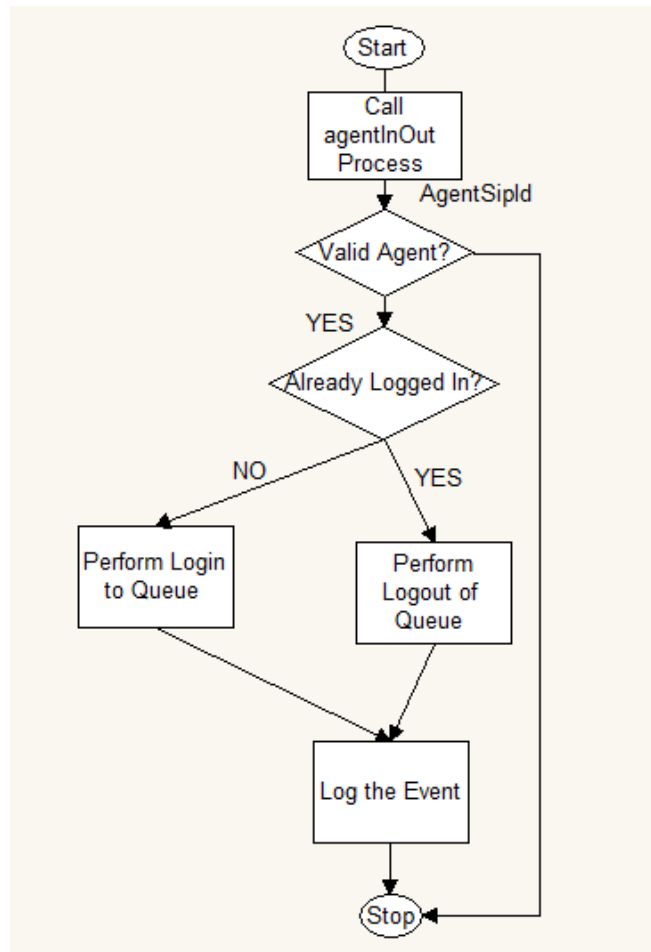 Start
Call
agentInOut
Process
AgentSipId
Valid Agent?
YES
Already Logged In?
NO
YES
Perform Login
to Queue
Perform
Logout of
Queue
Log the Event
Stop